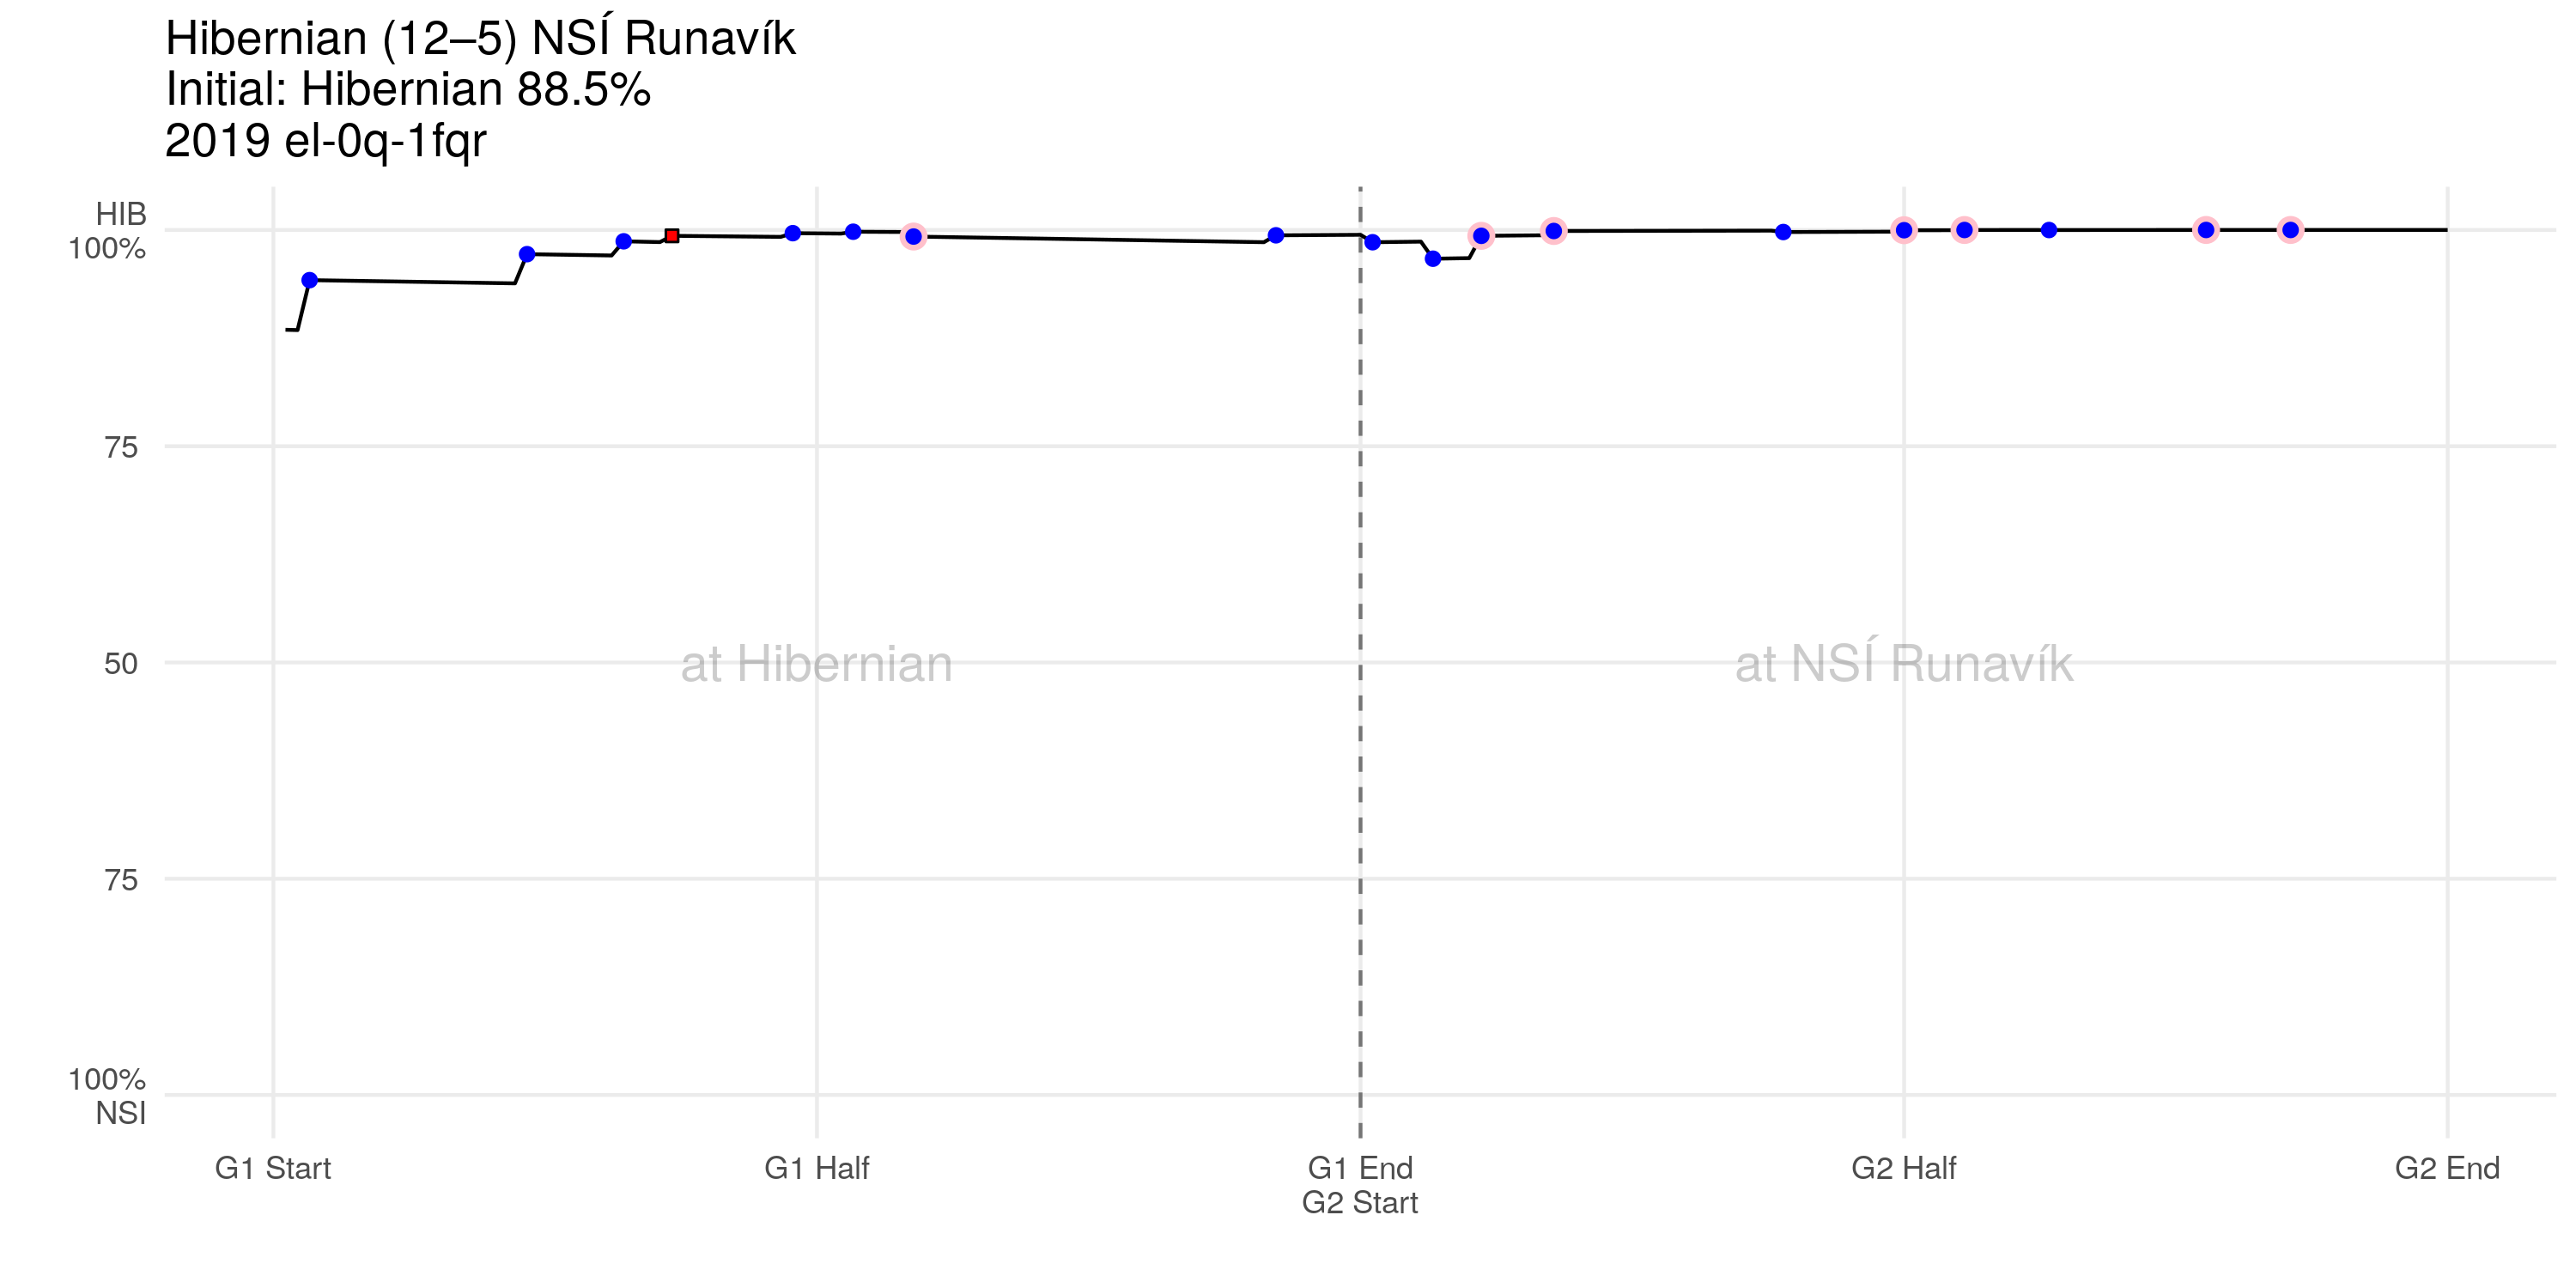 Hibernian (12–5) NSÍ Runavík
Initial: Hibernian 88.5%
2019 el-0q-1fqr
HIB
100%
75
50
75
100%
NSI
at Hibernian
at NSÍ Runavík
G1 Start
G1 Half
G1 End
G2 Start
G2 Half
G2 End